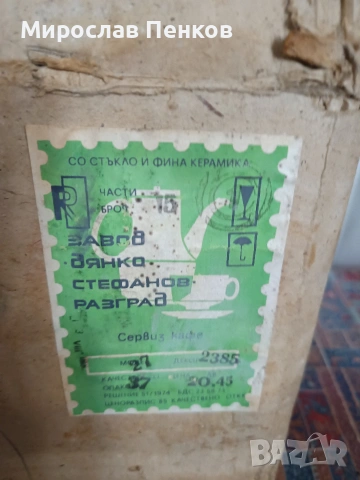 Мирослав Пенков
СО СТЪКЛО И ФИНА КЕРАМИКА
ЧАСТИ
БРОЙ 15
ЗАВОД
ДЯНКО
СТЕФАНОВ
РАЗГРАД
Сервиз кафе
27 2385
37 20,45
BAZAR